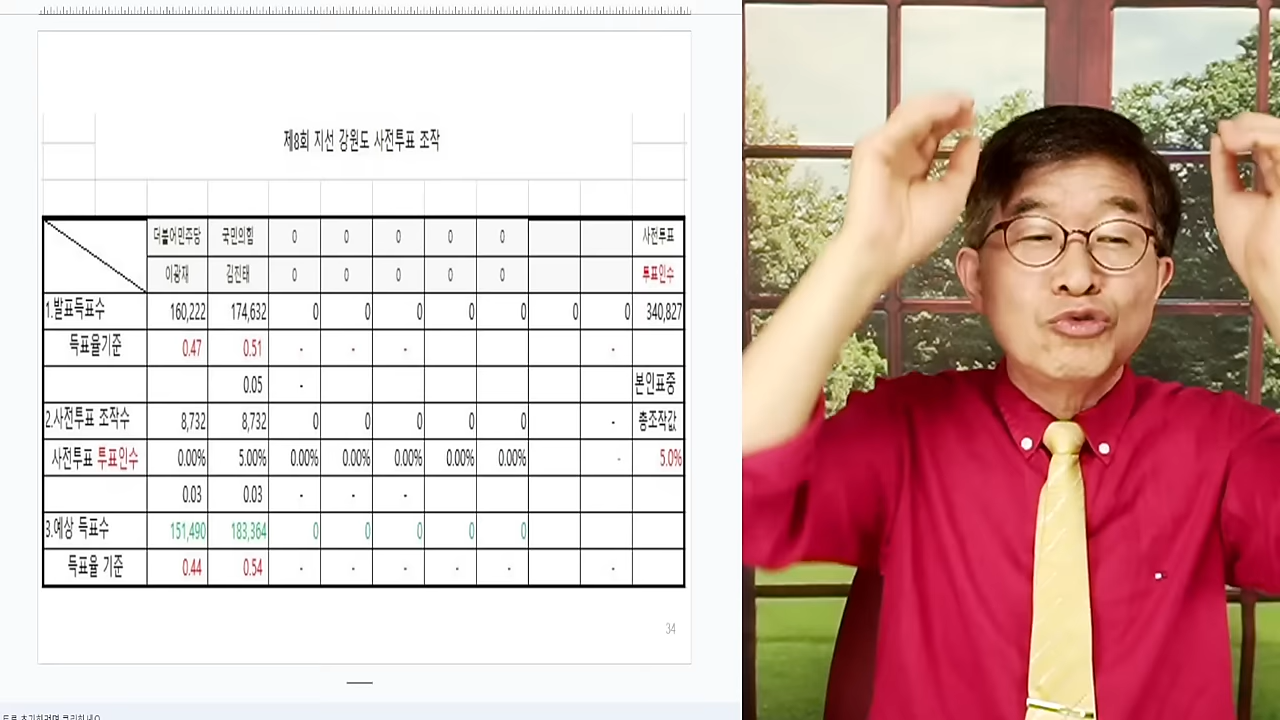 제8회 지선 강원도 사전투표 조작
더불어민주당 국민의힘 0 0 0 0 0 사전투표
이광재 김진태 0 0 0 0 0 투표인수
1.발표득표수 160,222 174,632 0 0 0 0 0 0 0 340,827
득표율기준 0.47 0.51 - - - -
0.05 - 본인표중
2.사전투표 조작수 8,732 8,732 0 0 0 0 0 - 총조작값
사전투표 투표인수 0.00% 5.00% 0.00% 0.00% 0.00% 0.00% 0.00% - 5.0%
0.03 0.03 - - -
3.예상 득표수 151,490 183,364 0 0 0 0 0
득표율 기준 0.44 0.54 - - - - - -
34